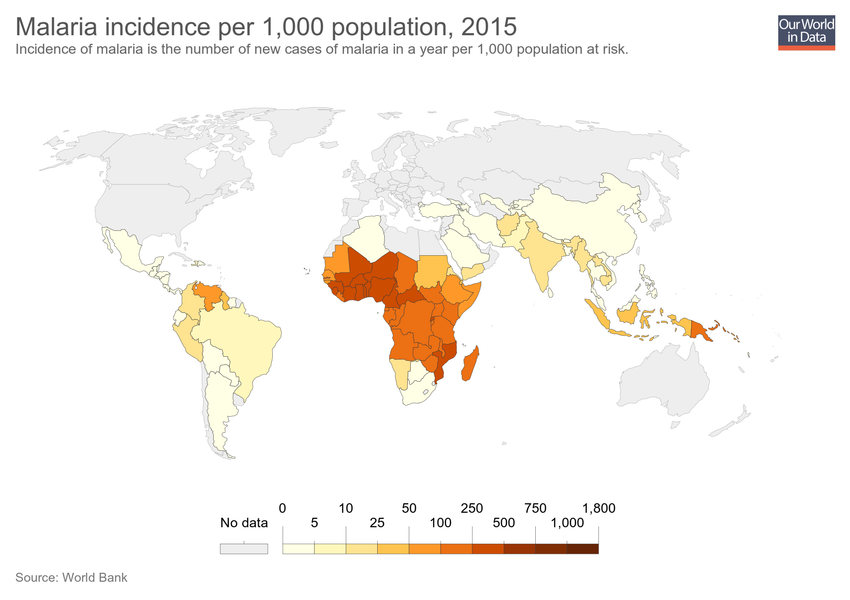 Malaria incidence per 1,000 population, 2015
Incidence of malaria is the number of new cases of malaria in a year per 1,000 population at risk.
Our World
in Data
0 10 50 250 750 1,800
No data 5 25 100 500 1,000
Source: World Bank